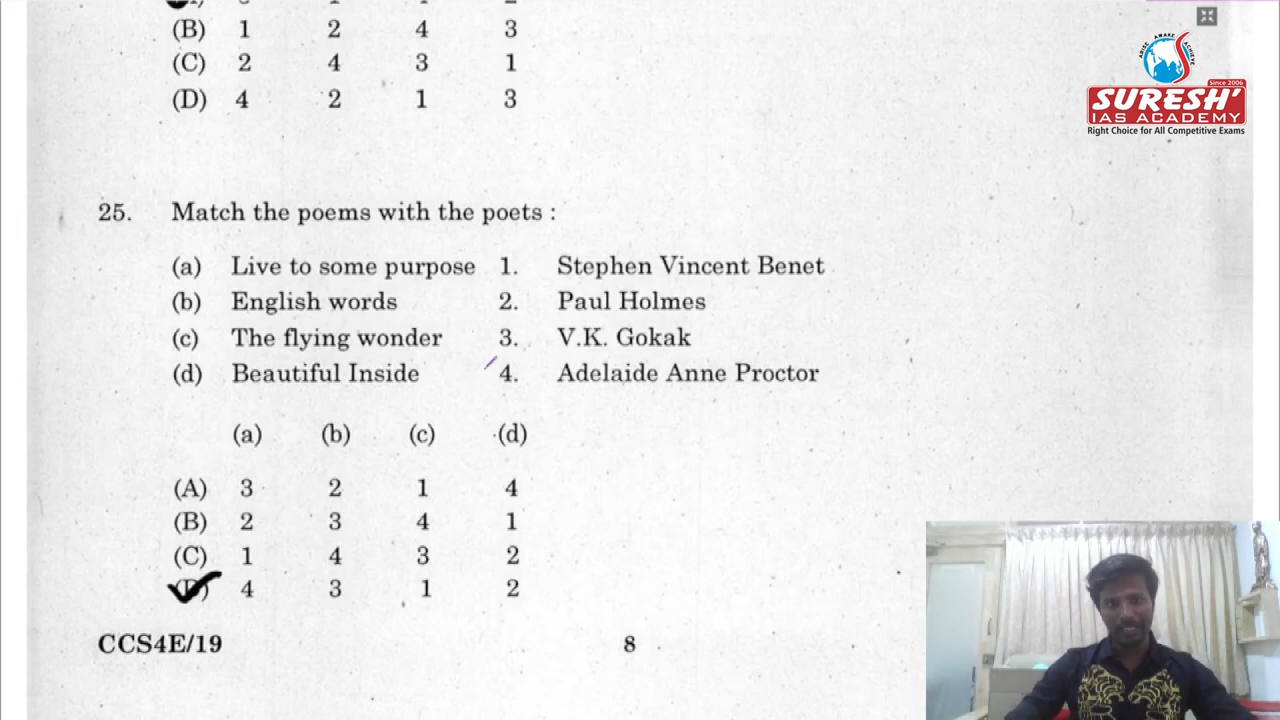 (B) 1 2 4 3
(C) 2 4 3 1
(D) 4 2 1 3
ARISE AWAKE ACHIEVE
Since 2006
SURESH'
IAS ACADEMY
Right Choice for All Competitive Exams
25. Match the poems with the poets :
(a) Live to some purpose 1. Stephen Vincent Benet
(b) English words 2. Paul Holmes
(c) The flying wonder 3. V.K. Gokak
(d) Beautiful Inside 4. Adelaide Anne Proctor
(a) (b) (c) (d)
(A) 3 2 1 4
(B) 2 3 4 1
(C) 1 4 3 2
(D) 4 3 1 2
CCS4E/19 8